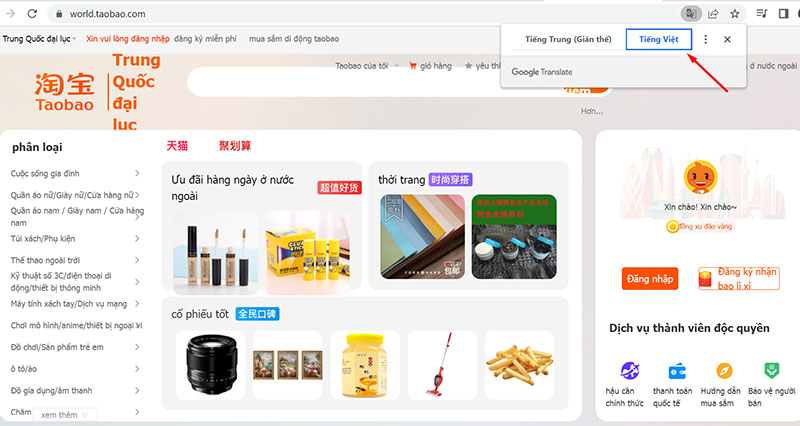 world.taobao.com
Trung Quốc đại lục
Xin vui lòng đăng nhập
đăng ký miễn phí
mua sắm di động taobao
Tiếng Trung (Giản thể)
Tiếng Việt
Google Translate
淘宝
Taobao
Trung
Quốc
đại
lục
Taobao của tôi
giỏ hàng
yêu thí
ở nước ngoài
kiếm
Hơn...
phân loại
天猫
聚划算
Cuộc sống gia đình
Quần áo nữ/Giày nữ/Cửa hàng nữ
Quần áo nam / Giày nam / Cửa hàng
nam
Túi xách/Phụ kiện
Thể thao ngoài trời
Kỹ thuật số 3C/điện thoại di
động/thiết bị thông minh
Máy tính xách tay/Dịch vụ mạng
Chơi mô hình/anime/thiết bị ngoại vi
Đồ chơi/Sản phẩm trẻ em
ô tô/áo
Đồ gia dụng/âm thanh
Chăm
xem thêm
Ưu đãi hàng ngày ở nước
ngoài
超值好货
GLUE
STICK
thời trang
时尚穿搭
FORK@HAND
包邮
cổ phiếu tốt
全民口碑
Xin chào! Xin chào~
đồng xu đào vàng
Đăng nhập
Đăng ký nhận
bao lì xì
Dịch vụ thành viên độc quyền
hậu cần
chính thức
thanh toán
quốc tế
Hướng dẫn
mua sắm
Bảo vệ người
bán